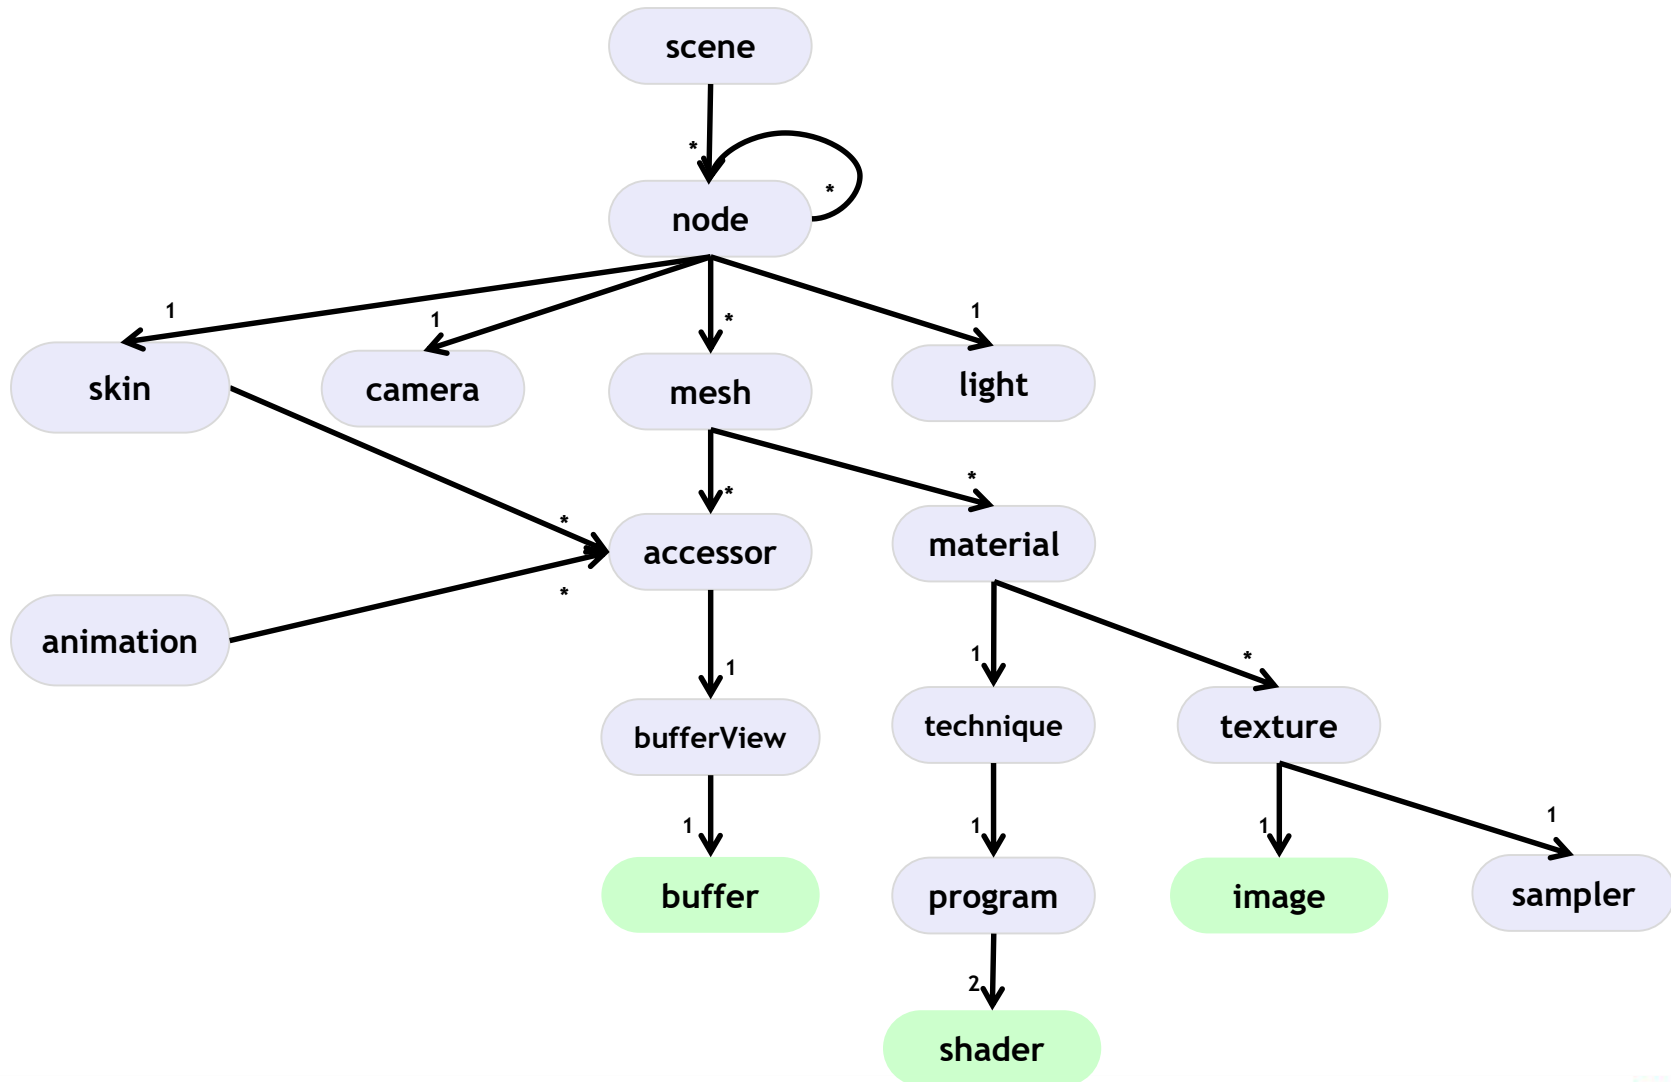 scene
*
*
node
1
1
*
1
skin
camera
mesh
light
*
*
*
accessor
material
*
animation
1
1
*
bufferView
technique
texture
1
1
1
1
buffer
program
image
sampler
2
shader